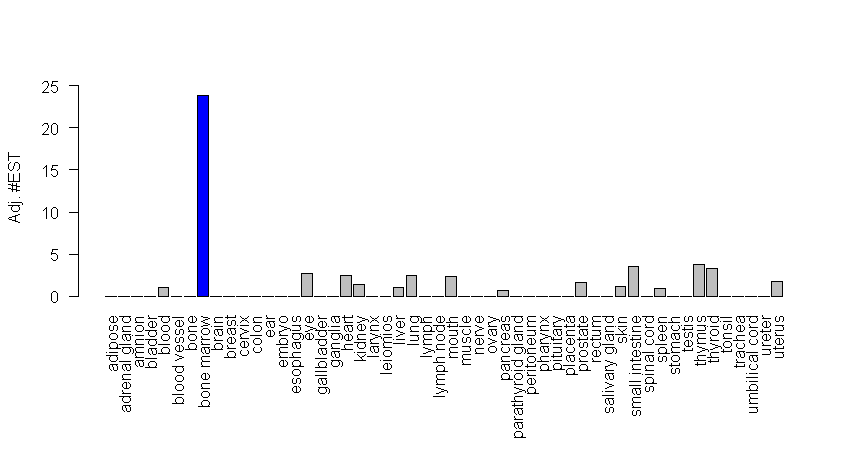 Adj. #EST
25
20
15
10
5
0
adipose
adrenal gland
amnion
bladder
blood
blood vessel
bone
bone marrow
brain
breast
cervix
colon
ear
embryo
esophagus
eye
gallbladder
ganglia
heart
kidney
larynx
leiomios
liver
lung
lymph
lymph node
mouth
muscle
nerve
ovary
pancreas
parathyroid gland
peritoneum
pharynx
pituitary
placenta
prostate
rectum
salivary gland
skin
small intestine
spinal cord
spleen
stomach
testis
thymus
thyroid
tonsil
trachea
umbilical cord
ureter
uterus